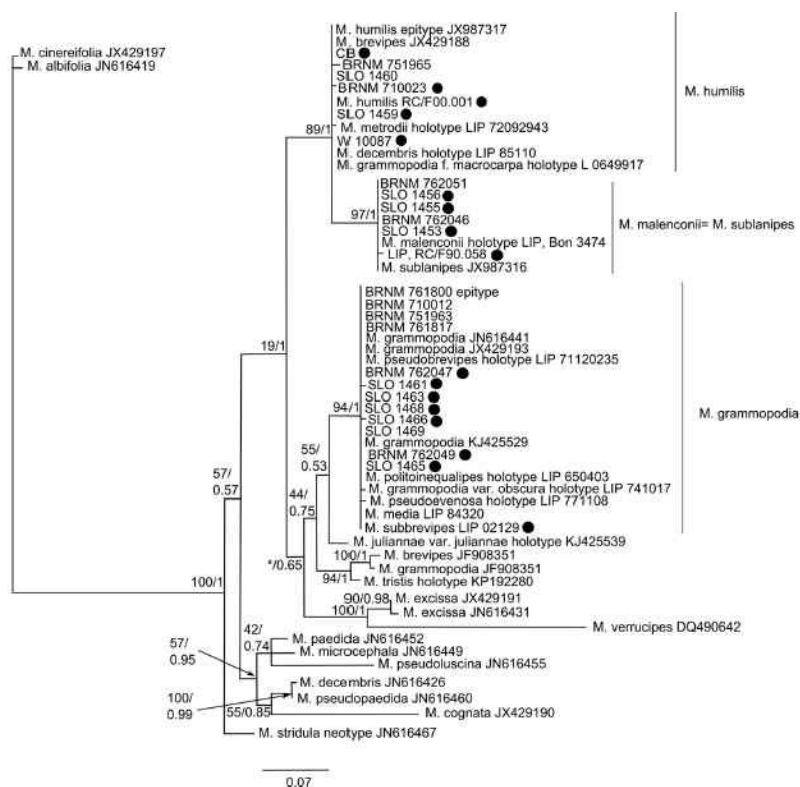 M. cinereifolia JX429197
M. albifolia JN616419
M. humilis epitype JX987317
M. brevipes JX429188
CB
BRNM 751965
SLO 1460
BRNM 710023
M. humilis RC/F00.001
SLO 1459
M. metrodii holotype LIP 72092943
W 10087
M. decembris holotype LIP 85110
M. grammopodia f. macrocarpa holotype L 0649917
89/1
M. humilis
BRNM 762051
SLO 1456
SLO 1455
BRNM 762046
SLO 1453
M. malenconii holotype LIP, Bon 3474
LIP, RC/F90.058
M. sublanipes JX987316
97/1
M. malenconii= M. sublanipes
BRNM 761800 epitype
BRNM 710012
BRNM 751963
BRNM 761817
M. grammopodia JN616441
M. grammopodia JX429193
M. pseudobrevipes holotype LIP 71120235
BRNM 762047
SLO 1461
SLO 1463
SLO 1468
SLO 1466
SLO 1469
M. grammopodia KJ425529
BRNM 762049
SLO 1465
M. politoinequalipes holotype LIP 650403
M. grammopodia var. obscura holotype LIP 741017
M. pseudoevenosa holotype LIP 771108
M. media LIP 84320
M. subbrevipes LIP 02129
19/1
94/1
M. grammopodia
55/
0.53
57/
0.57
44/
0.75
M. juliannae var. juliannae holotype KJ425539
100/1
M. brevipes JF908351
M. grammopodia JF908351
*/0.65
94/1
M. tristis holotype KP192280
100/1
90/0.98
M. excissa JX429191
100/1
M. excissa JN616431
M. verrucipes DQ490642
42/
0.74
M. paedida JN616452
57/
0.95
M. microcephala JN616449
M. pseudoluscina JN616455
M. decembris JN616426
100/
0.99
M. pseudopaedida JN616460
55/0.85
M. cognata JX429190
M. stridula neotype JN616467
0.07